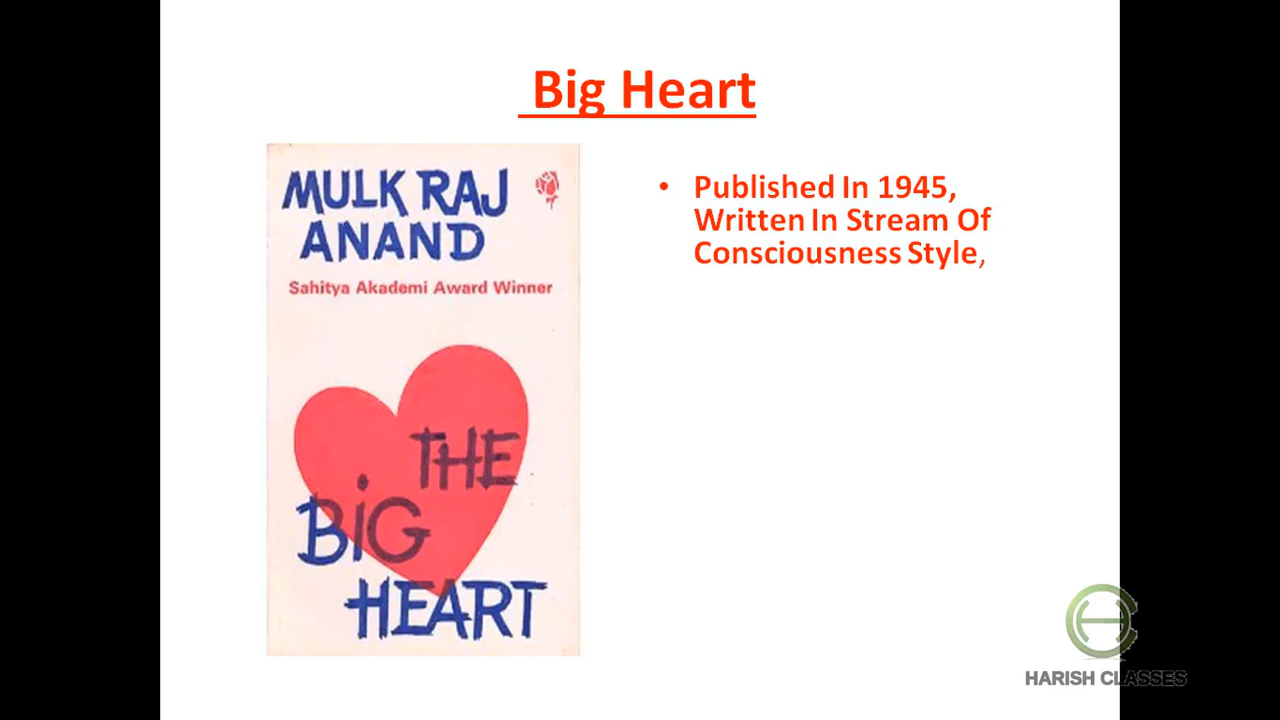 Big Heart
MULK RAJ
ANAND
Sahitya Akademi Award Winner
THE
BiG
HEART
• Published In 1945,
Written In Stream Of
Consciousness Style,
HARISH CLASSES